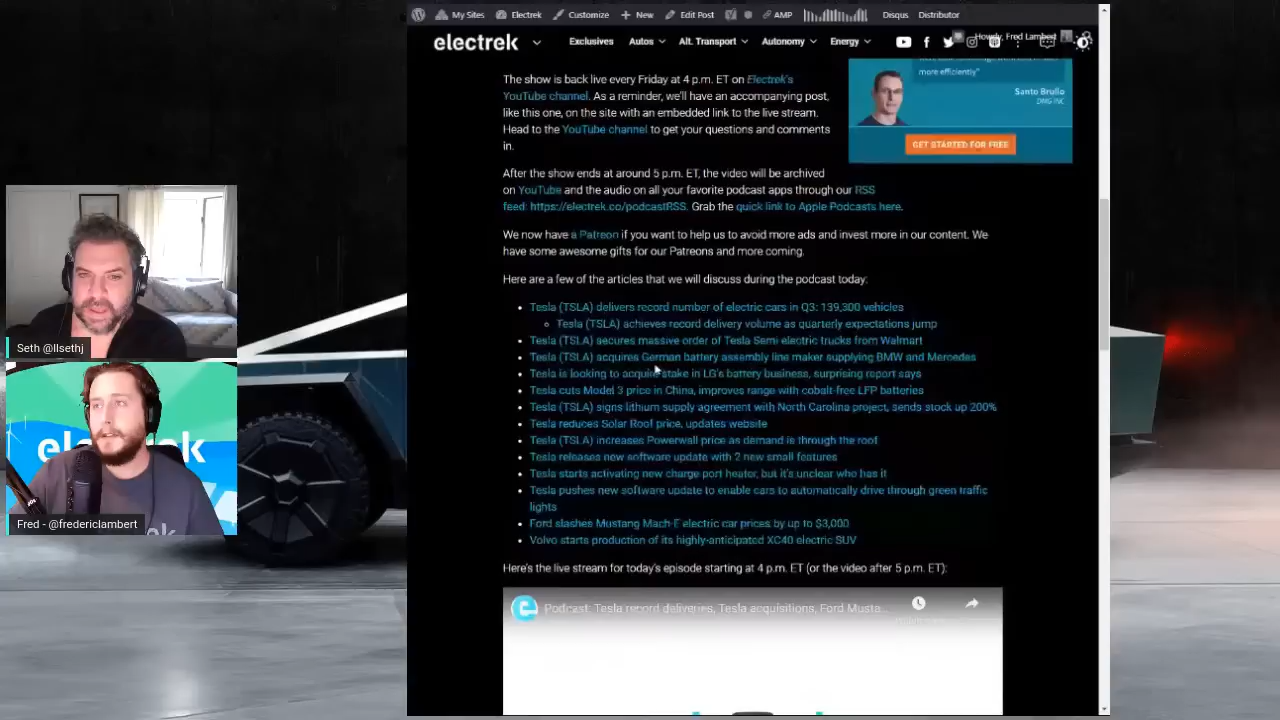 My Sites Electrek Customize New Edit Post AMP Disqus Distributor
electrek Exclusives Autos Alt. Transport Autonomy Energy Howdy, Fred Lambert
more efficiently"
Santo Brullo
DMG INC
GET STARTED FOR FREE
The show is back live every Friday at 4 p.m. ET on Electrek's
YouTube channel. As a reminder, we'll have an accompanying post,
like this one, on the site with an embedded link to the live stream.
Head to the YouTube channel to get your questions and comments
in.
After the show ends at around 5 p.m. ET, the video will be archived
on YouTube and the audio on all your favorite podcast apps through our RSS
feed: https://electrek.co/podcastRSS. Grab the quick link to Apple Podcasts here.
We now have a Patreon if you want to help us to avoid more ads and invest more in our content. We
have some awesome gifts for our Patreons and more coming.
Here are a few of the articles that we will discuss during the podcast today:
Tesla (TSLA) delivers record number of electric cars in Q3: 139,300 vehicles
Tesla (TSLA) achieves record delivery volume as quarterly expectations jump
Tesla (TSLA) secures massive order of Tesla Semi electric trucks from Walmart
Tesla (TSLA) acquires German battery assembly line maker supplying BMW and Mercedes
Tesla is looking to acquire stake in LG's battery business, surprising report says
Tesla cuts Model 3 price in China, improves range with cobalt-free LFP batteries
Tesla (TSLA) signs lithium supply agreement with North Carolina project, sends stock up 200%
Tesla reduces Solar Roof price, updates website
Tesla (TSLA) increases Powerwall price as demand is through the roof
Tesla releases new software update with 2 new small features
Tesla starts activating new charge port heater, but it's unclear who has it
Tesla pushes new software update to enable cars to automatically drive through green traffic
lights
Ford slashes Mustang Mach-E electric car prices by up to $3,000
Volvo starts production of its highly-anticipated XC40 electric SUV
Here's the live stream for today's episode starting at 4 p.m. ET (or the video after 5 p.m. ET):
Podcast: Tesla record deliveries, Tesla acquisitions, Ford Musta...
Seth @llsethj
Fred - @fredericlambert